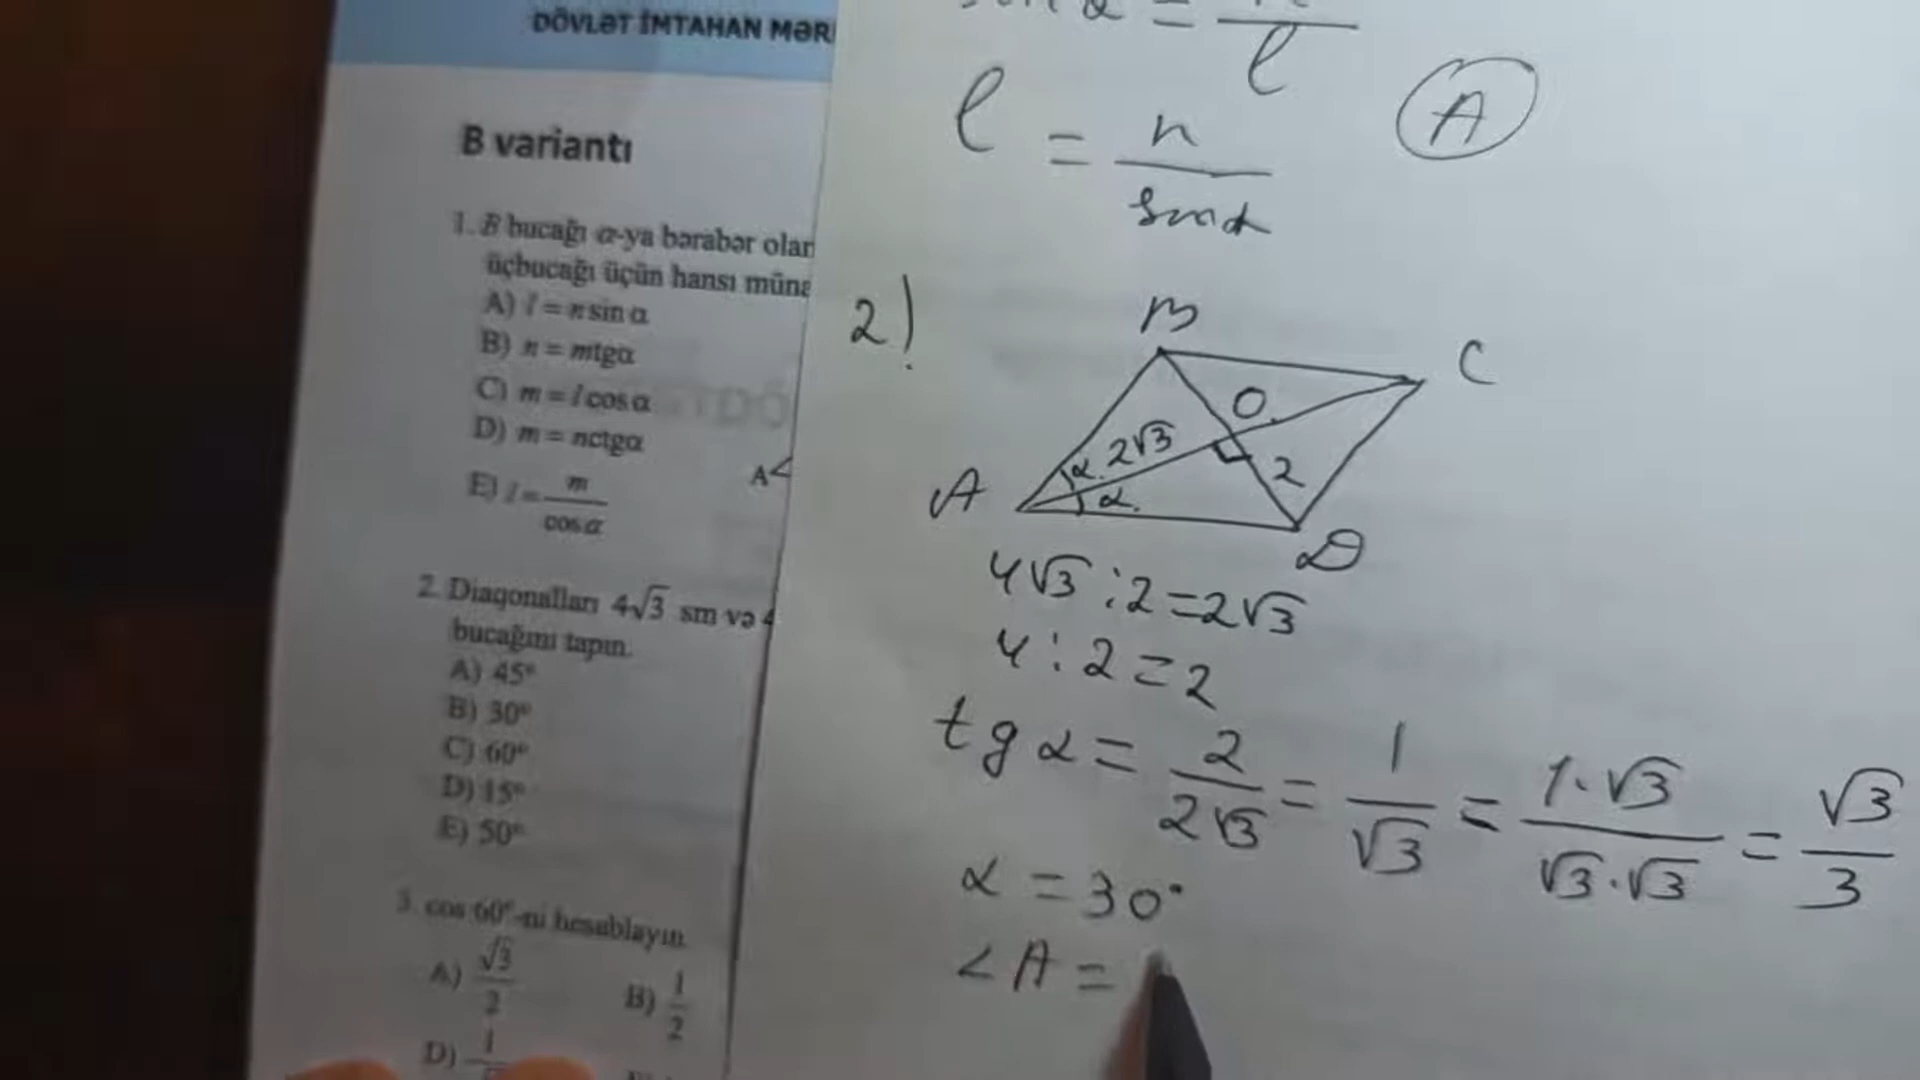 DÖVLƏT İMTAHAN MƏR
B variantı
1. B bucağı α-ya bərabər olan
üçbucağı üçün hansı müna
A) l = n sin α
B) n = mtgα
C) m = l cos α
D) m = nctgα
E) l = m/cos α
A
2. Diaqonalları 4√3 sm və 4
bucağını tapın.
A) 45°
B) 30°
C) 60°
D) 15°
E) 50°
3. cos 60°-ni hesablayın
A) √3/2 B) 1/2
D) 1
l
l = n/sinα
A
2)
B
C
O
α 2√3
2
A
α
D
4√3 : 2 = 2√3
4 : 2 = 2
tg α = 2/2√3 = 1/√3 = 1·√3/√3·√3 = √3/3
α = 30°
∠A =